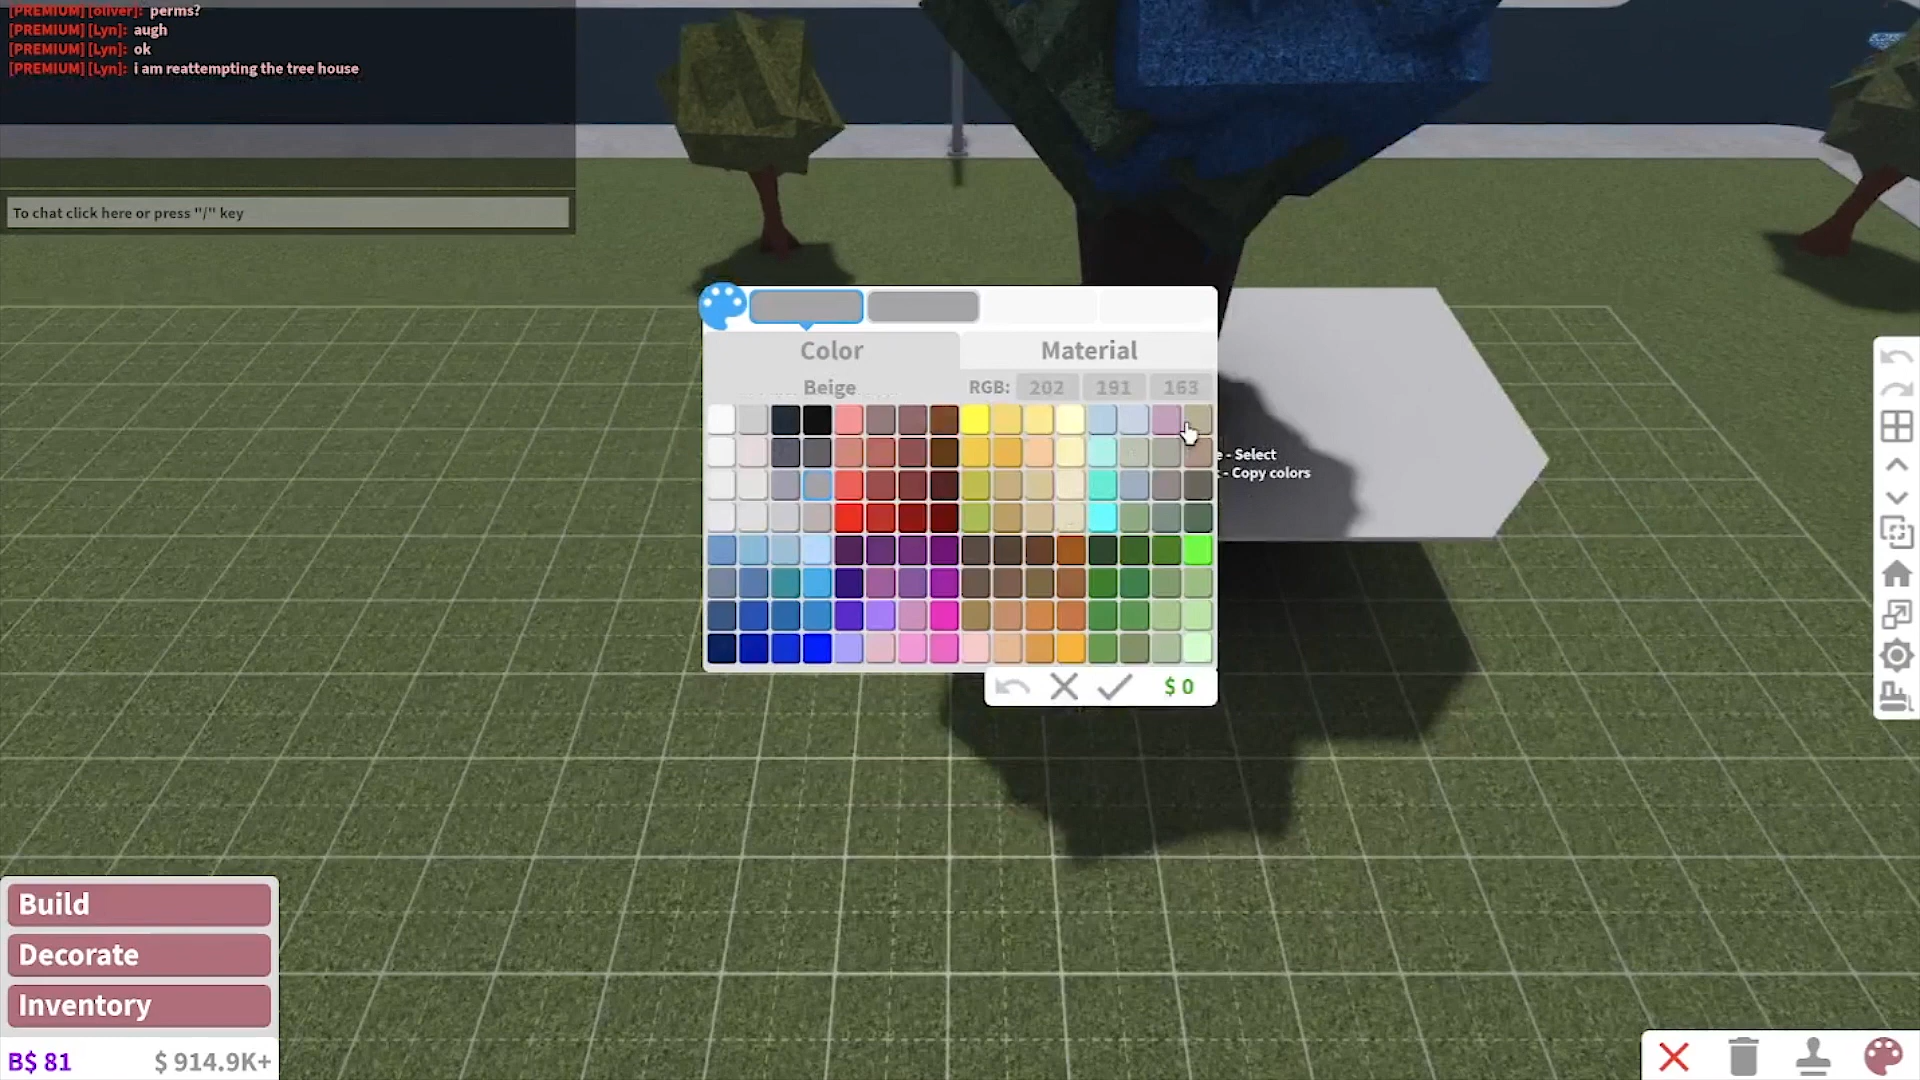 [PREMIUM] [oliver]: perms?
[PREMIUM] [Lyn]: augh
[PREMIUM] [Lyn]: ok
[PREMIUM] [Lyn]: i am reattempting the tree house
To chat click here or press "/" key
Color
Material
Beige
RGB: 202 191 163
e - Select
- Copy colors
$ 0
Build
Decorate
Inventory
B$ 81
$ 914.9K+